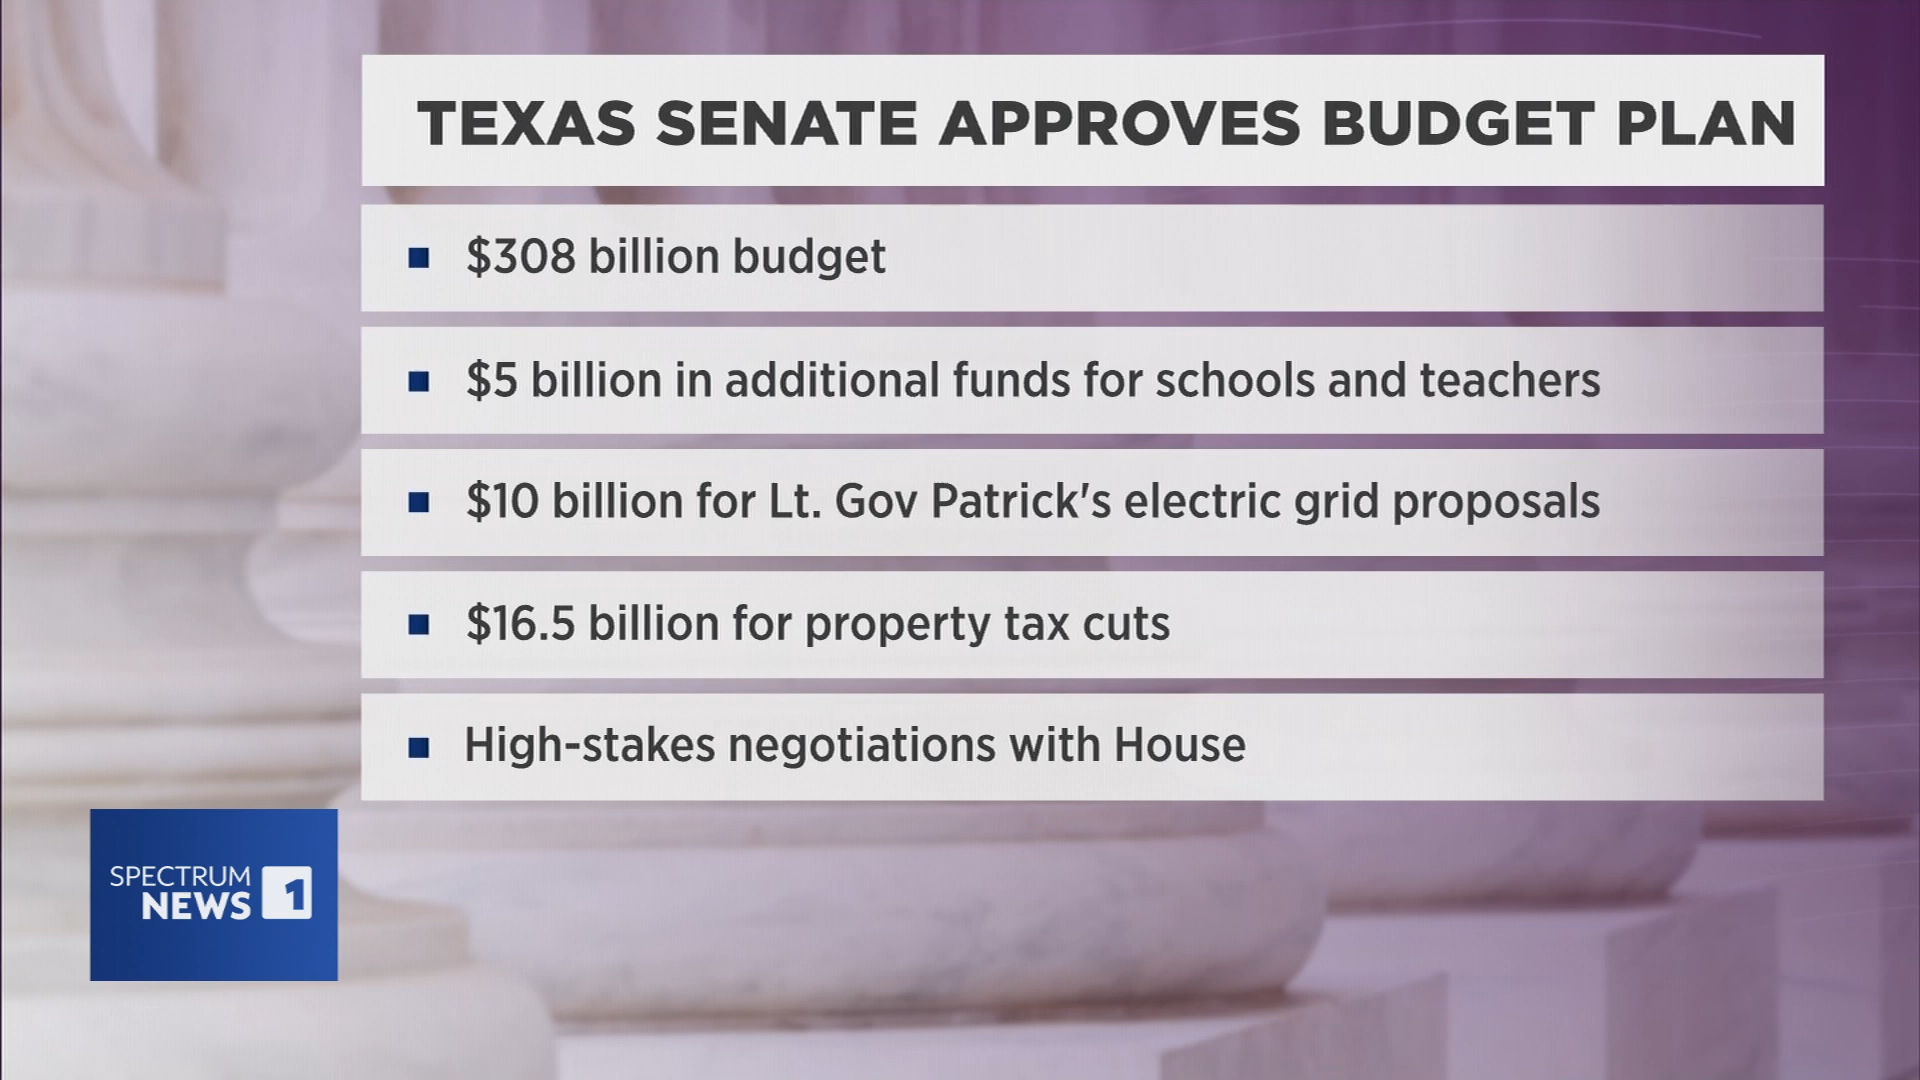 TEXAS SENATE APPROVES BUDGET PLAN
$308 billion budget
$5 billion in additional funds for schools and teachers
$10 billion for Lt. Gov Patrick's electric grid proposals
$16.5 billion for property tax cuts
High-stakes negotiations with House
SPECTRUM
NEWS 1